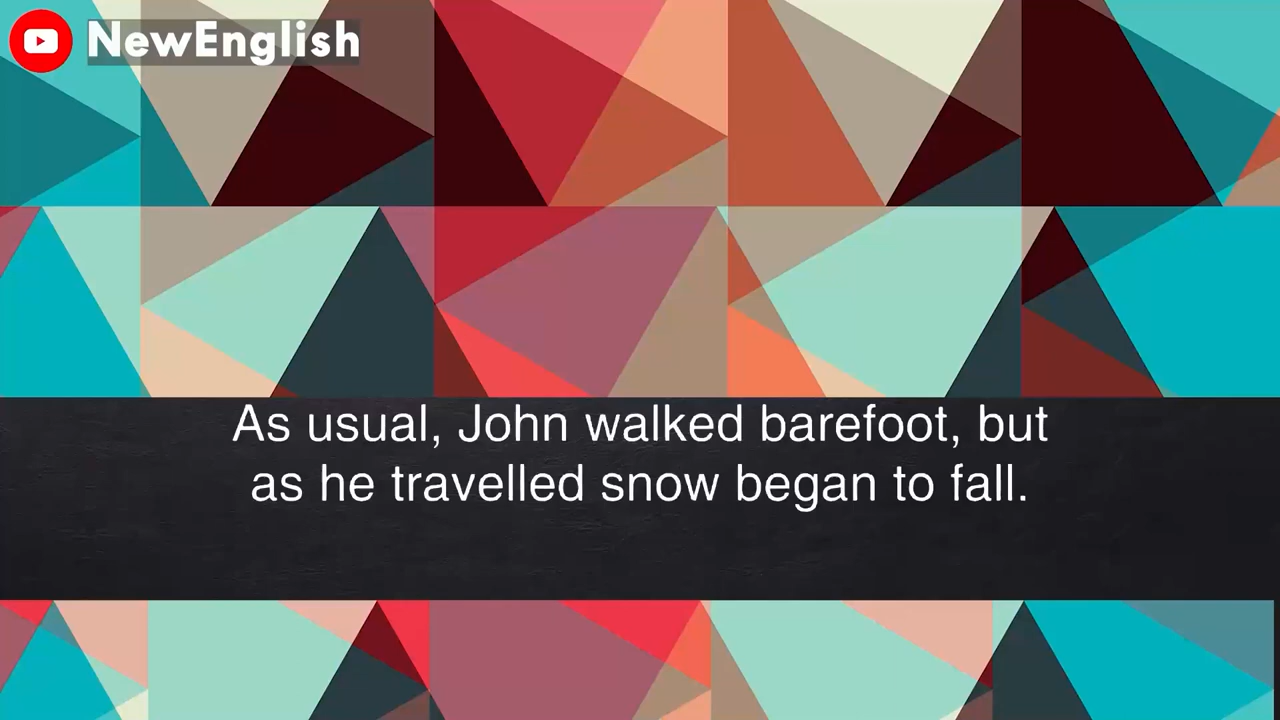 NewEnglish
As usual, John walked barefoot, but
as he travelled snow began to fall.